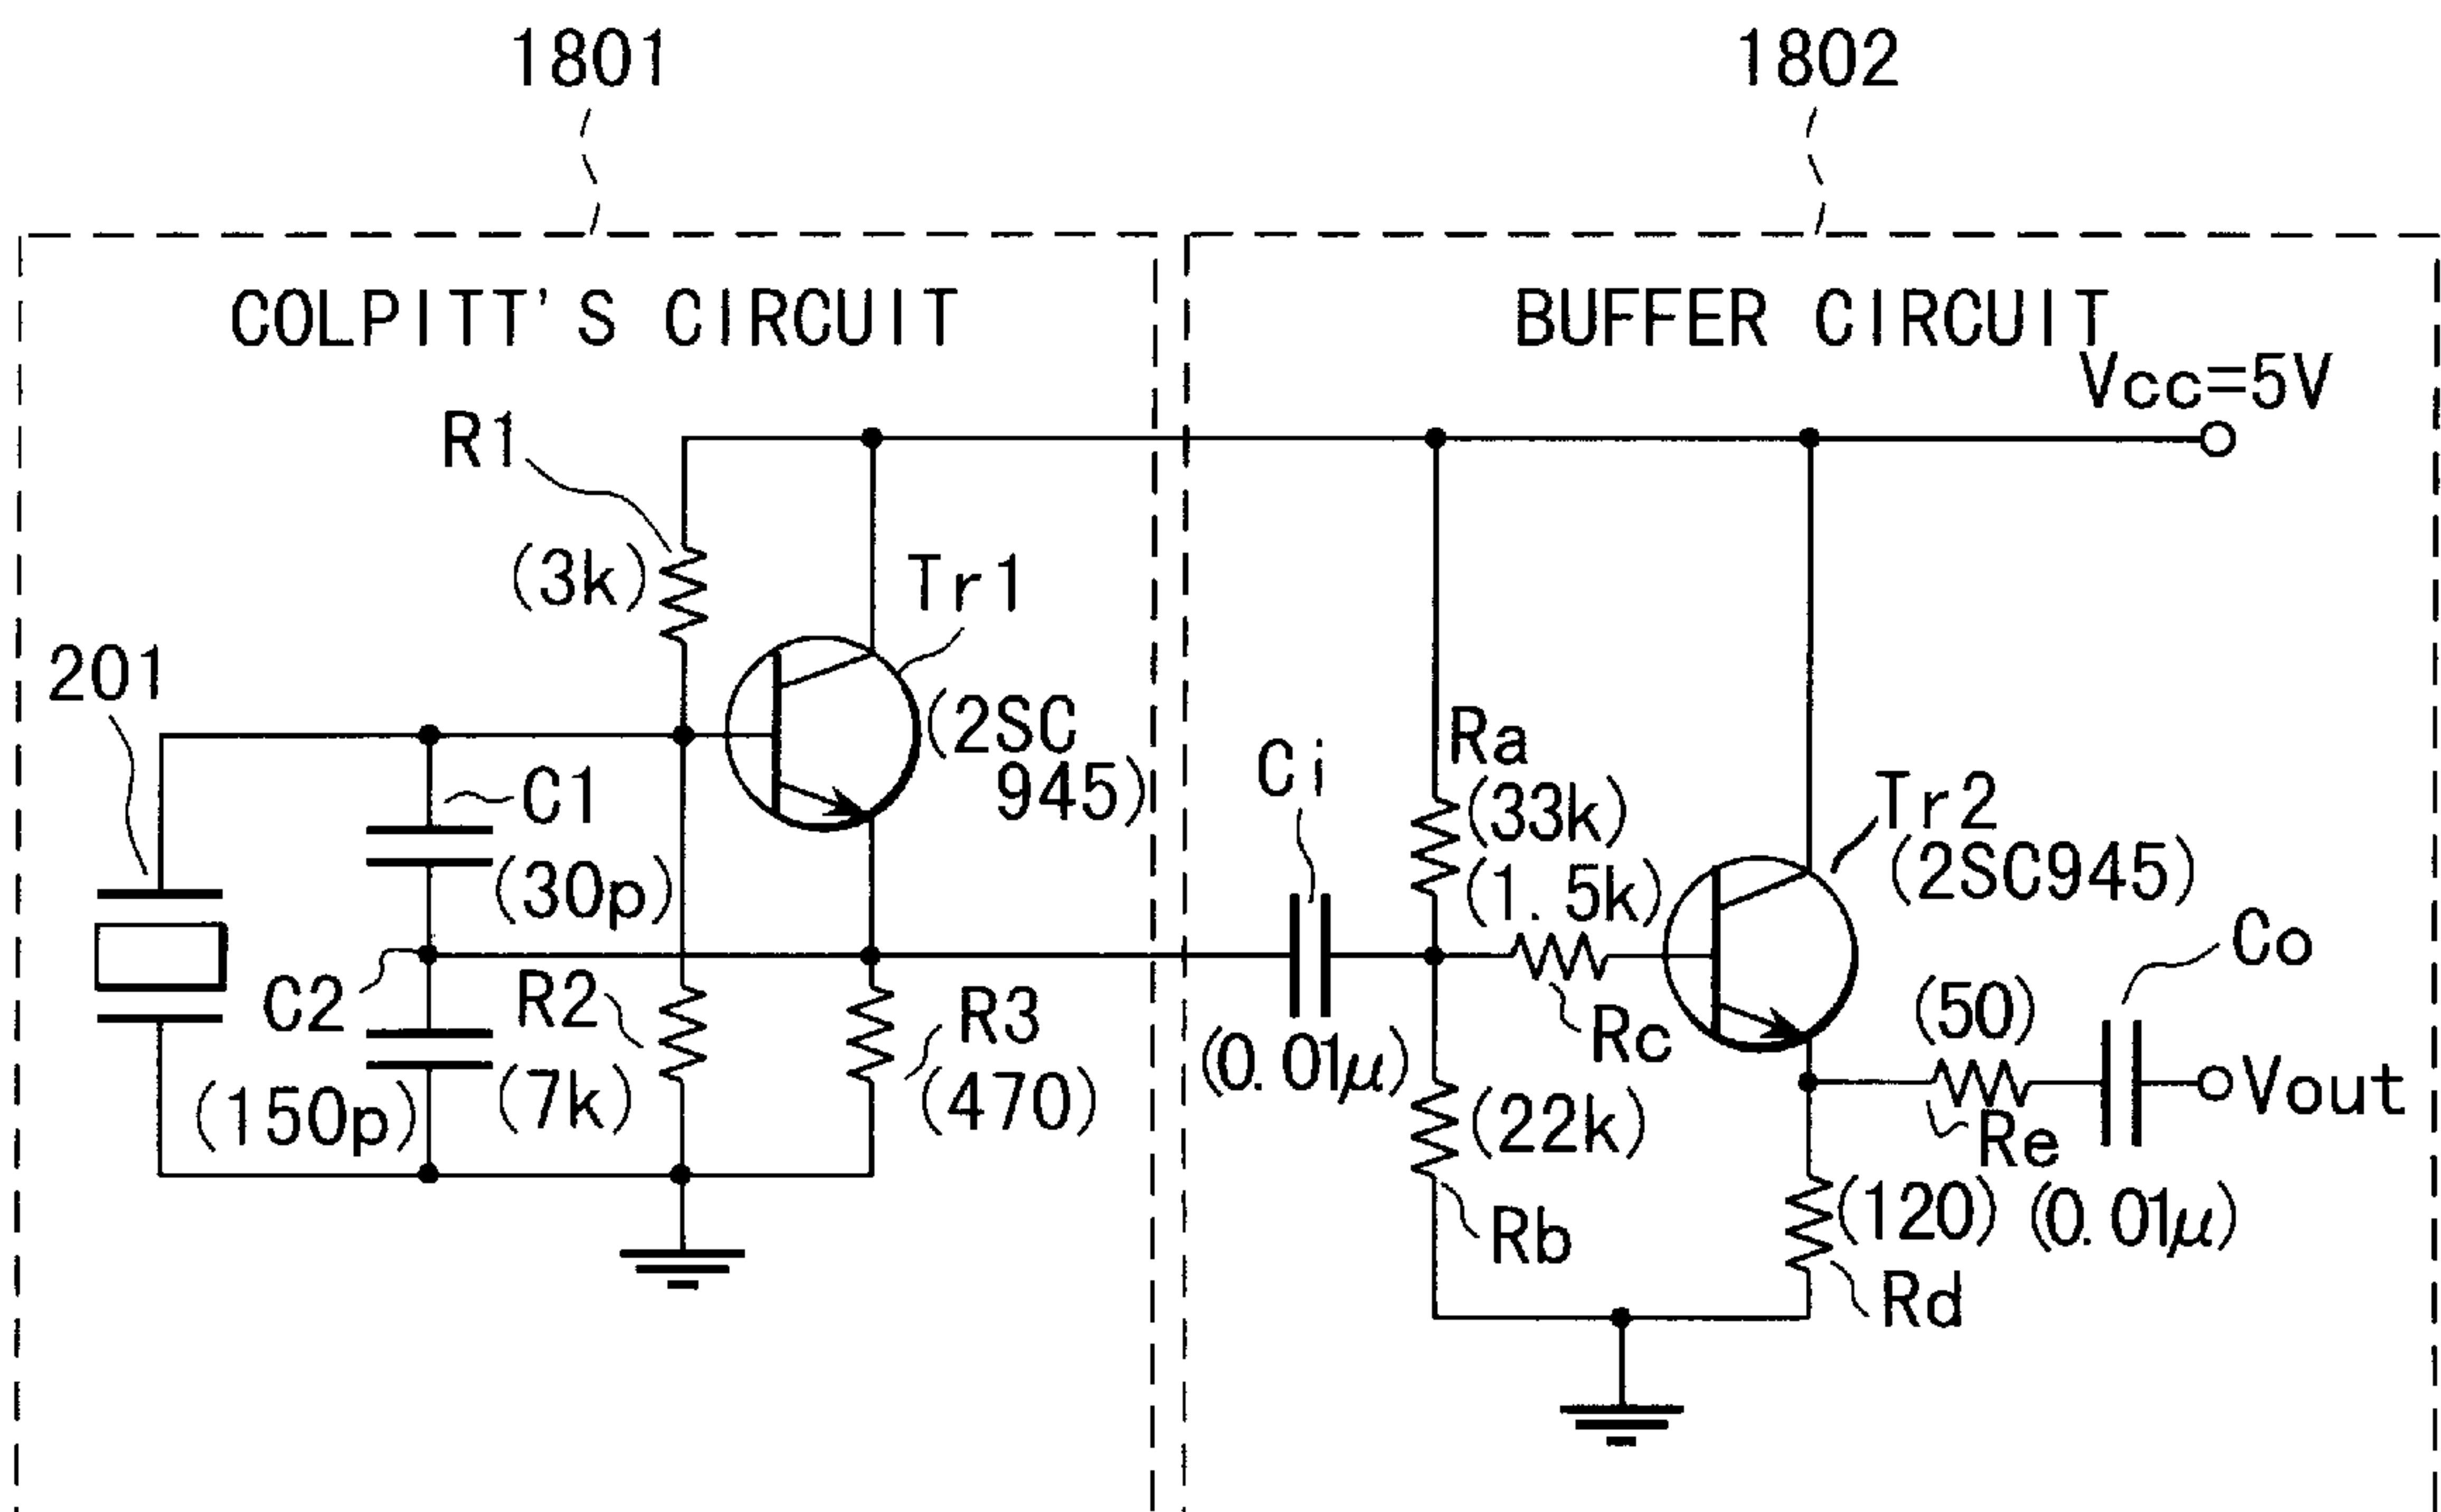 1801
1802
COLPITT'S CIRCUIT
BUFFER CIRCUIT
Vcc=5V
R1
(3k)
Tr1
(2SC
945)
201
C1
(30p)
C2
(150p)
R2
(7k)
R3
(470)
Ci
(0.01μ)
Ra
(33k)
(1.5k)
Rc
Tr2
(2SC945)
Co
(50)
Re
Vout
(22k)
Rb
(120)
(0.01μ)
Rd